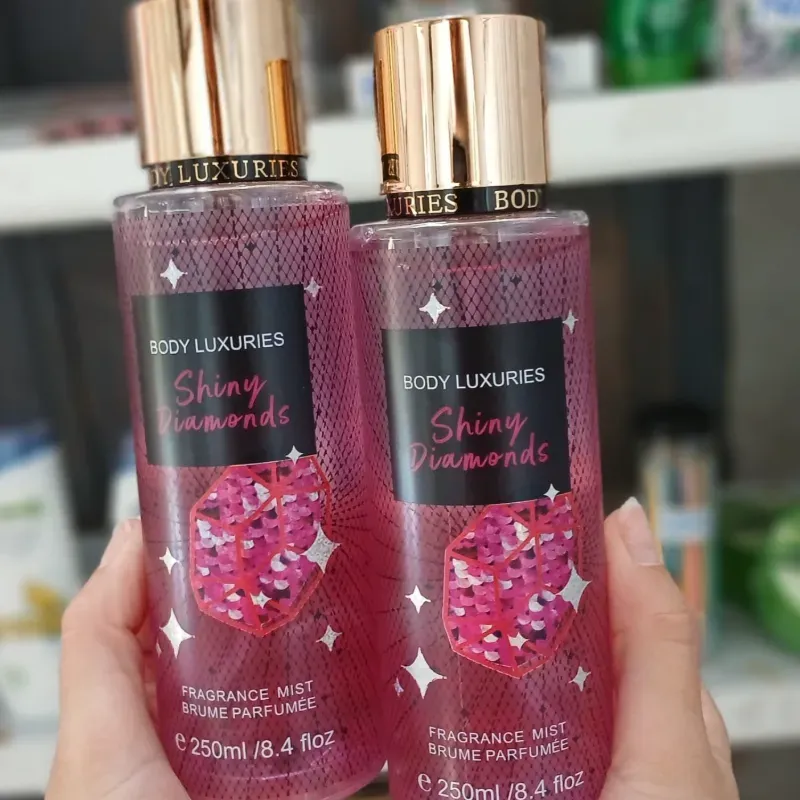 DY LUXURIES
BODY LUXURIES
Shiny
Diamonds
FRAGRANCE MIST
BRUME PARFUMÉE
e 250ml /8.4 floz
URIES BOD
BODY LUXURIES
Shiny
Diamonds
FRAGRANCE MIST
BRUME PARFUMÉE
e 250ml /8.4 floz